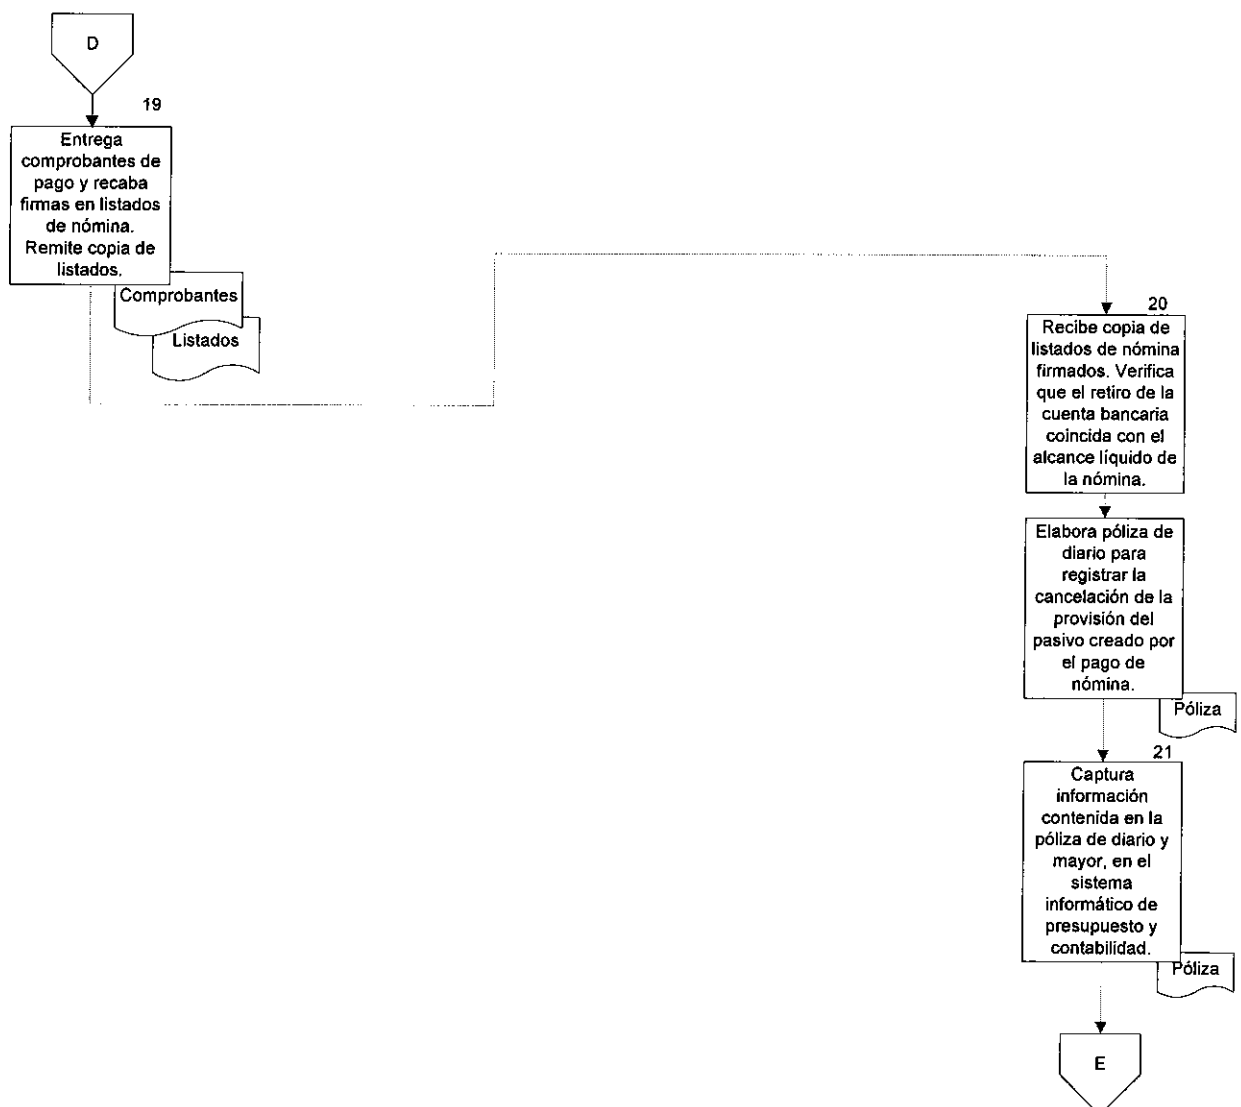 D
19
Entrega
comprobantes de
pago y recaba
firmas en listados
de nómina.
Remite copia de
listados.
Comprobantes
Listados
20
Recibe copia de
listados de nómina
firmados. Verifica
que el retiro de la
cuenta bancaria
coincida con el
alcance líquido de
la nómina.
Elabora póliza de
diario para
registrar la
cancelación de la
provisión del
pasivo creado por
el pago de
nómina.
Póliza
21
Captura
información
contenida en la
póliza de diario y
mayor, en el
sistema
informático de
presupuesto y
contabilidad.
Póliza
E